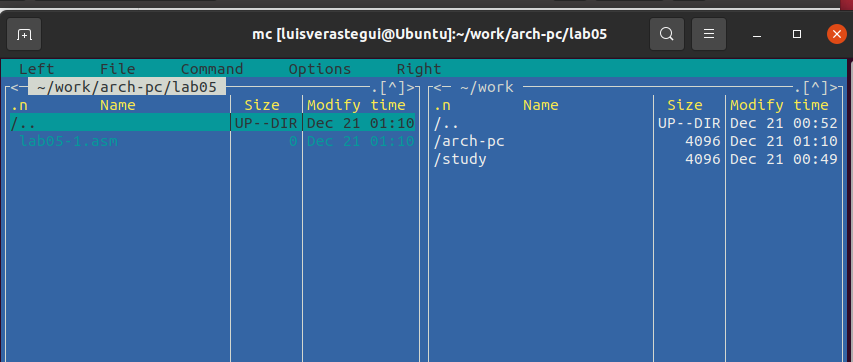 mc [luisverastegui@Ubuntu]:~/work/arch-pc/lab05
Left File Command Options Right
<- ~/work/arch-pc/lab05 .[^]>
.n Name Size Modify time
/.. UP--DIR Dec 21 01:10
lab05-1.asm 0 Dec 21 01:10
<- ~/work .[^]>
.n Name Size Modify time
/.. UP--DIR Dec 21 00:52
/arch-pc 4096 Dec 21 01:10
/study 4096 Dec 21 00:49